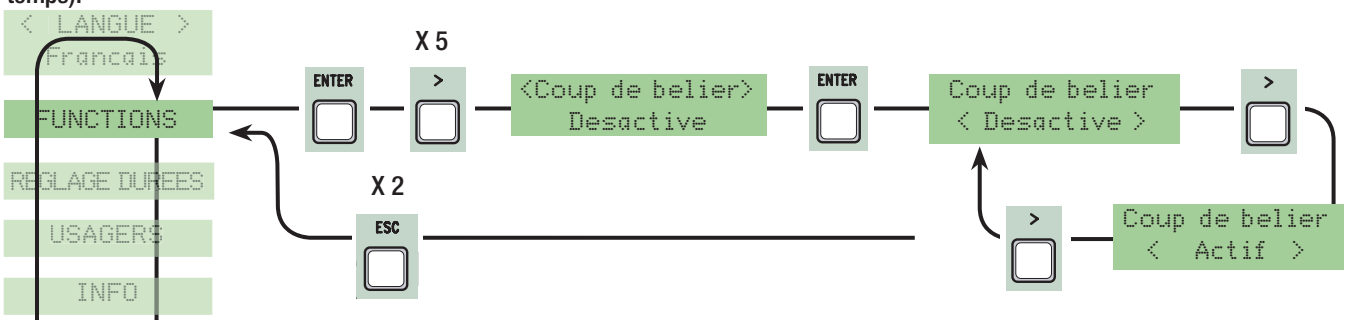 temps).
< LANGUE >
Francais
FUNCTIONS
REGLAGE DUREES
USAGERS
INFO
ENTER
X 5
>
<Coup de belier>
Desactive
ENTER
Coup de belier
< Desactive >
>
X 2
ESC
>
Coup de belier
< Actif >